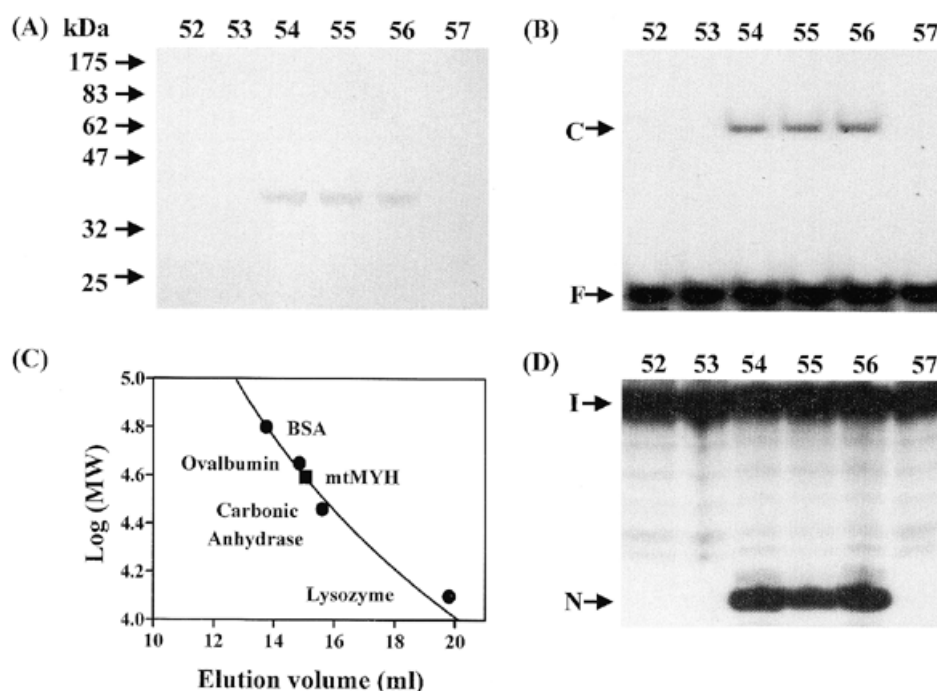 (A) kDa 52 53 54 55 56 57
175
83
62
47
32
25
(B) 52 53 54 55 56 57
C
F
(C)
5.0
4.8
4.6
4.4
4.2
4.0
Log (MW)
BSA
Ovalbumin
mtMYH
Carbonic
Anhydrase
Lysozyme
10 12 14 16 18 20
Elution volume (ml)
(D) 52 53 54 55 56 57
I
N